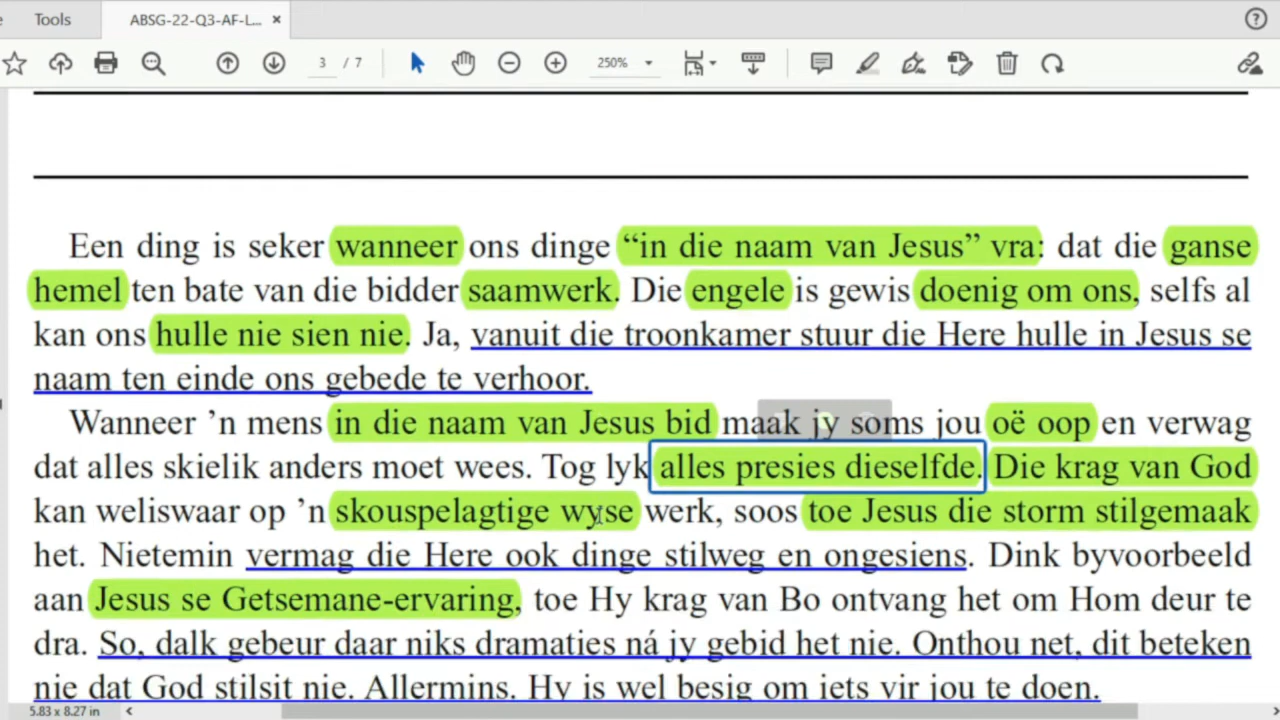 Tools
ABSG-22-Q3-AF-L... ×
3 / 7
250%
Een ding is seker wanneer ons dinge “in die naam van Jesus” vra: dat die ganse
hemel ten bate van die bidder saamwerk. Die engele is gewis doenig om ons, selfs al
kan ons hulle nie sien nie. Ja, vanuit die troonkamer stuur die Here hulle in Jesus se
naam ten einde ons gebede te verhoor.
Wanneer ’n mens in die naam van Jesus bid maak jy soms jou oë oop en verwag
dat alles skielik anders moet wees. Tog lyk alles presies dieselfde. Die krag van God
kan weliswaar op ’n skouspelagtige wyse werk, soos toe Jesus die storm stilgemaak
het. Nietemin vermag die Here ook dinge stilweg en ongesiens. Dink byvoorbeeld
aan Jesus se Getsemane-ervaring, toe Hy krag van Bo ontvang het om Hom deur te
dra. So, dalk gebeur daar niks dramaties ná jy gebid het nie. Onthou net, dit beteken
nie dat God stilsit nie. Allermins. Hy is wel besig om iets vir jou te doen.
5.83 x 8.27 in